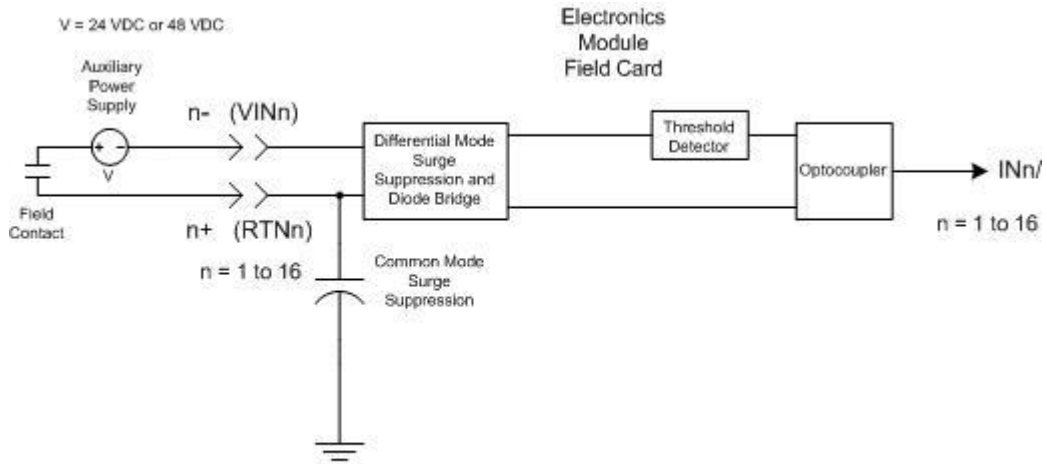 V = 24 VDC or 48 VDC
Electronics
Module
Field Card
Auxiliary
Power
Supply
n- (VINn)
+ -
V
Field
Contact
n+ (RTNn)
n = 1 to 16
Differential Mode
Surge
Suppression and
Diode Bridge
Common Mode
Surge
Suppression
Threshold
Detector
Optocoupler
INn/
n = 1 to 16